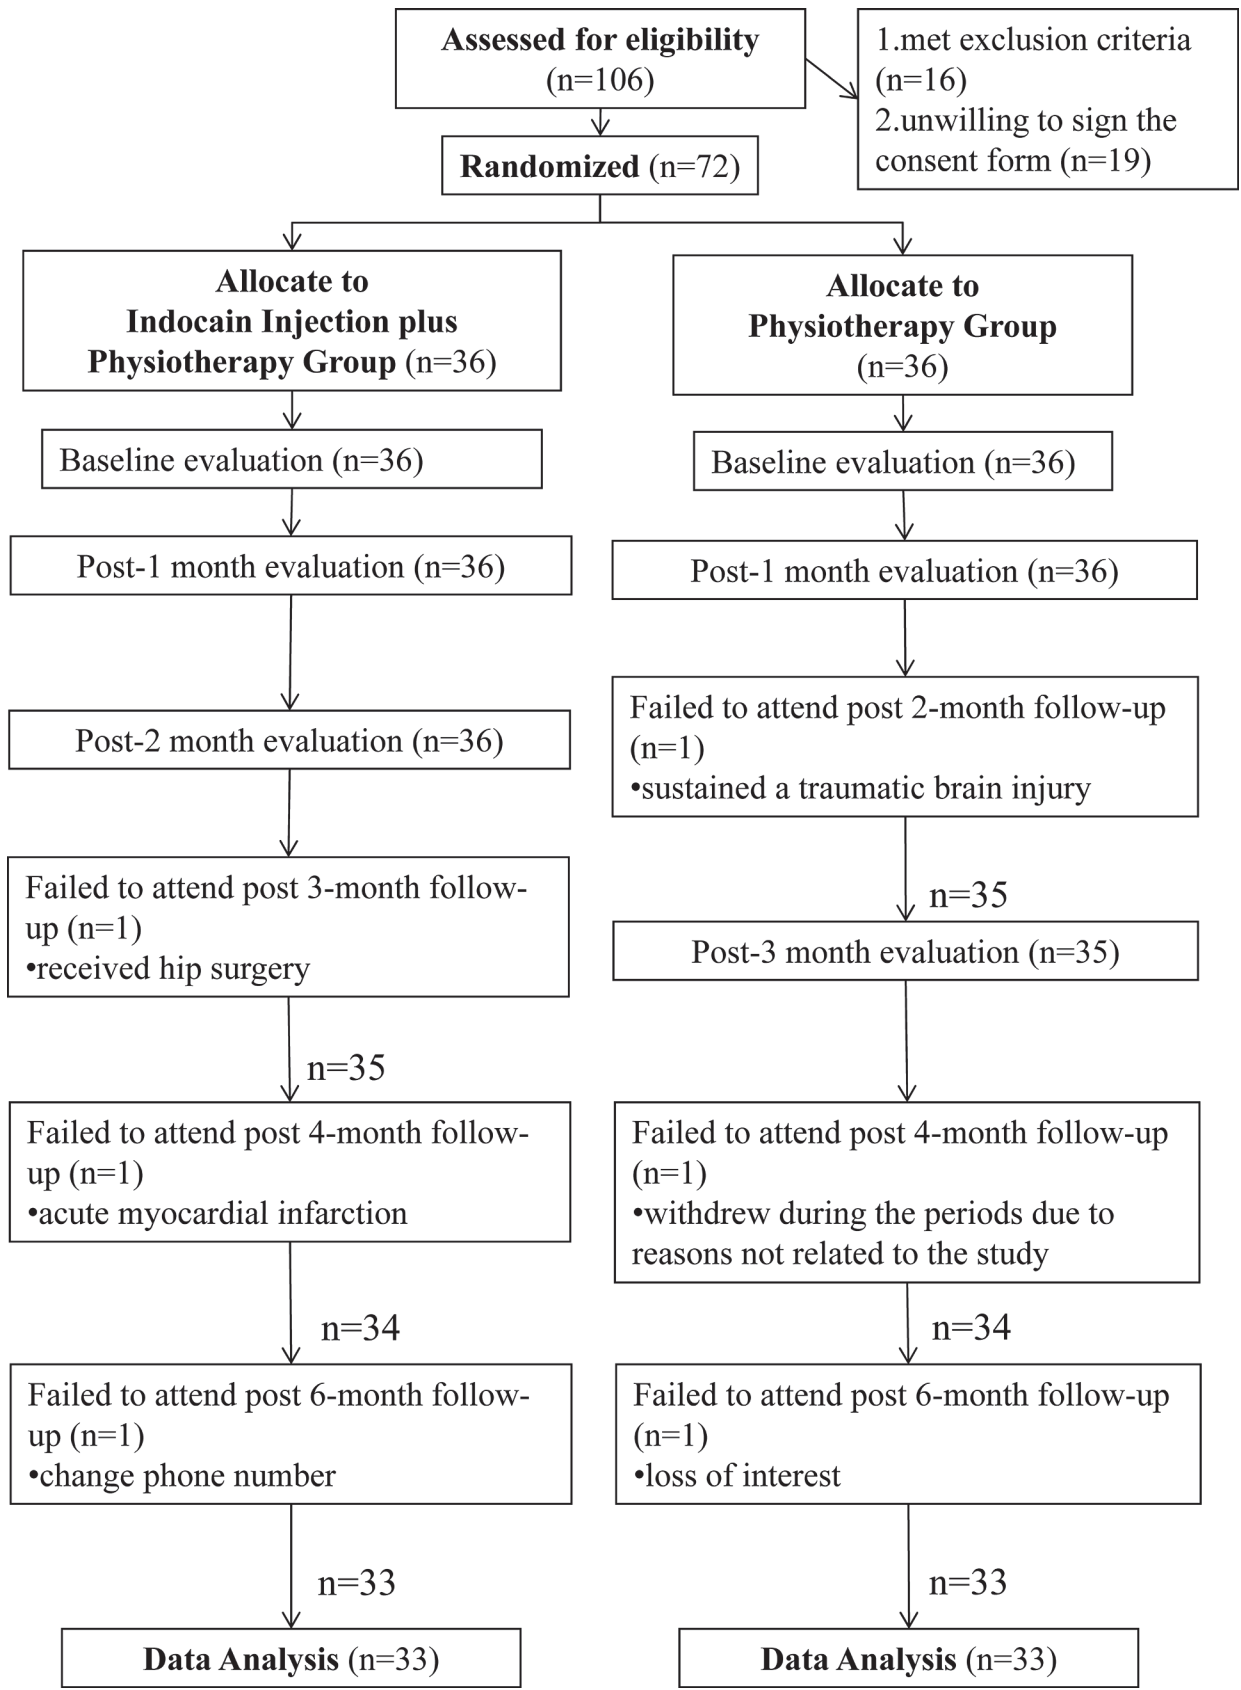 Assessed for eligibility
(n=106)
1.met exclusion criteria
(n=16)
2.unwilling to sign the
consent form (n=19)
Randomized (n=72)
Allocate to
Indocain Injection plus
Physiotherapy Group (n=36)
Allocate to
Physiotherapy Group
(n=36)
Baseline evaluation (n=36)
Baseline evaluation (n=36)
Post-1 month evaluation (n=36)
Post-1 month evaluation (n=36)
Post-2 month evaluation (n=36)
Failed to attend post 2-month follow-up
(n=1)
•sustained a traumatic brain injury
Failed to attend post 3-month follow-
up (n=1)
•received hip surgery
n=35
Post-3 month evaluation (n=35)
n=35
Failed to attend post 4-month follow-
up (n=1)
•acute myocardial infarction
Failed to attend post 4-month follow-up
(n=1)
•withdrew during the periods due to
reasons not related to the study
n=34
n=34
Failed to attend post 6-month follow-
up (n=1)
•change phone number
Failed to attend post 6-month follow-up
(n=1)
•loss of interest
n=33
n=33
Data Analysis (n=33)
Data Analysis (n=33)